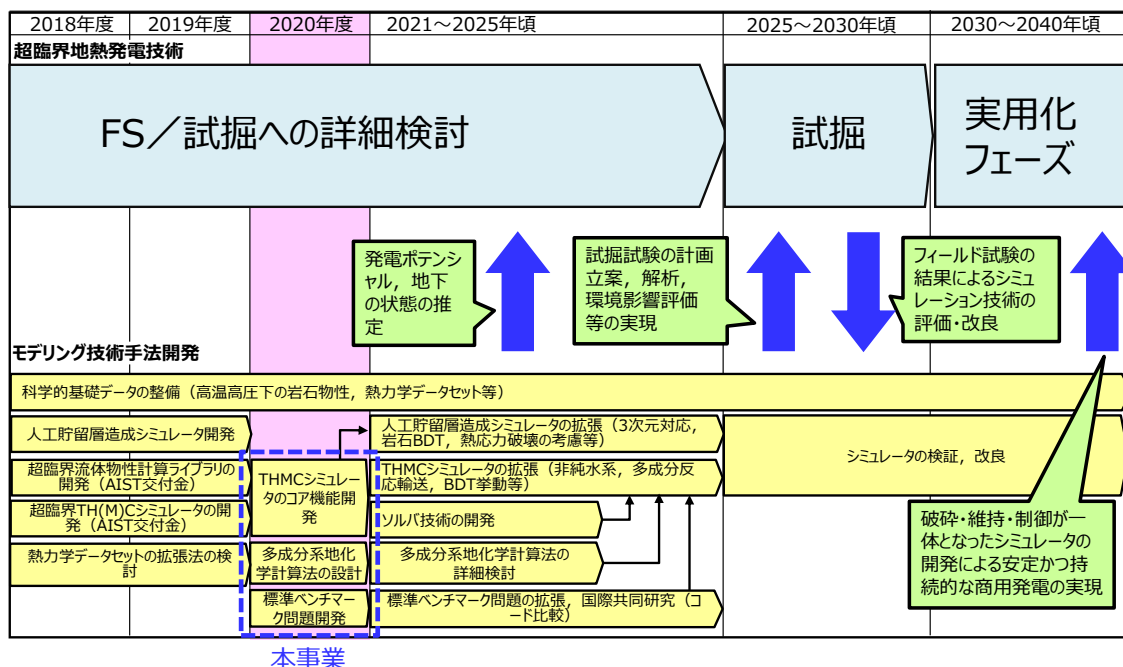 2018年度
2019年度
2020年度
2021～2025年頃
2025～2030年頃
2030～2040年頃
超臨界地熱発電技術
FS／試掘への詳細検討
試掘
実用化
フェーズ
発電ポテンシ
ャル，地下
の状態の推
定
試掘試験の計画
立案，解析，
環境影響評価
等の実現
フィールド試験の
結果によるシミュ
レーション技術の
評価・改良
モデリング技術手法開発
科学的基礎データの整備（高温高圧下の岩石物性，熱力学データセット等）
人工貯留層造成シミュレータ開発
人工貯留層造成シミュレータの拡張（3次元対応，
岩石BDT，熱応力破壊の考慮等）
シミュレータの検証，改良
超臨界流体物性計算ライブラリの
開発（AIST交付金）
THMCシミュレー
タのコア機能開
発
THMCシミュレータの拡張（非純水系，多成分反
応輸送，BDT挙動等）
超臨界TH(M)Cシミュレータの開
発（AIST交付金）
ソルバ技術の開発
熱力学データセットの拡張法の検
討
多成分系地化
学計算法の設計
多成分系地化学計算法の
詳細検討
標準ベンチマー
ク問題開発
標準ベンチマーク問題の拡張，国際共同研究（コ
ード比較）
破砕・維持・制御が一
体となったシミュレータの
開発による安定かつ持
続的な商用発電の実現
本事業